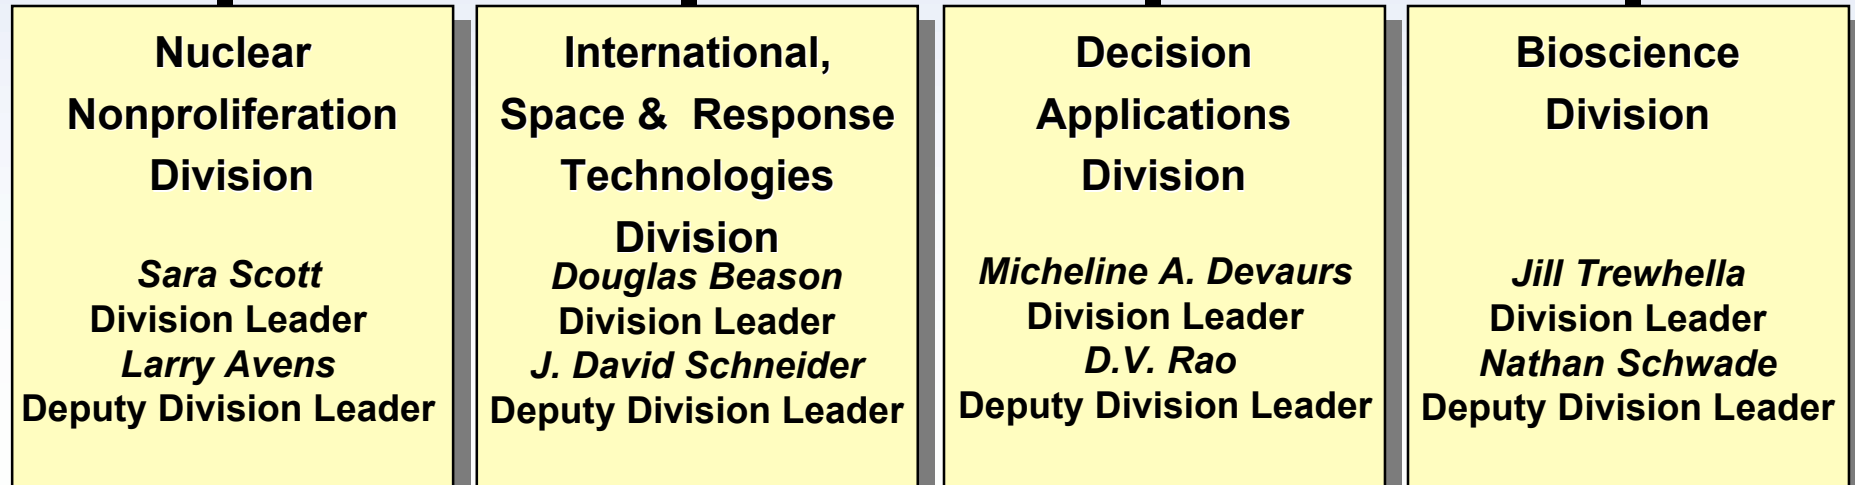 Nuclear
Nonproliferation
Division
Sara Scott
Division Leader
Larry Avens
Deputy Division Leader
International,
Space & Response
Technologies
Division
Douglas Beason
Division Leader
J. David Schneider
Deputy Division Leader
Decision
Applications
Division
Micheline A. Devaurs
Division Leader
D.V. Rao
Deputy Division Leader
Bioscience
Division
Jill Trewhella
Division Leader
Nathan Schwade
Deputy Division Leader